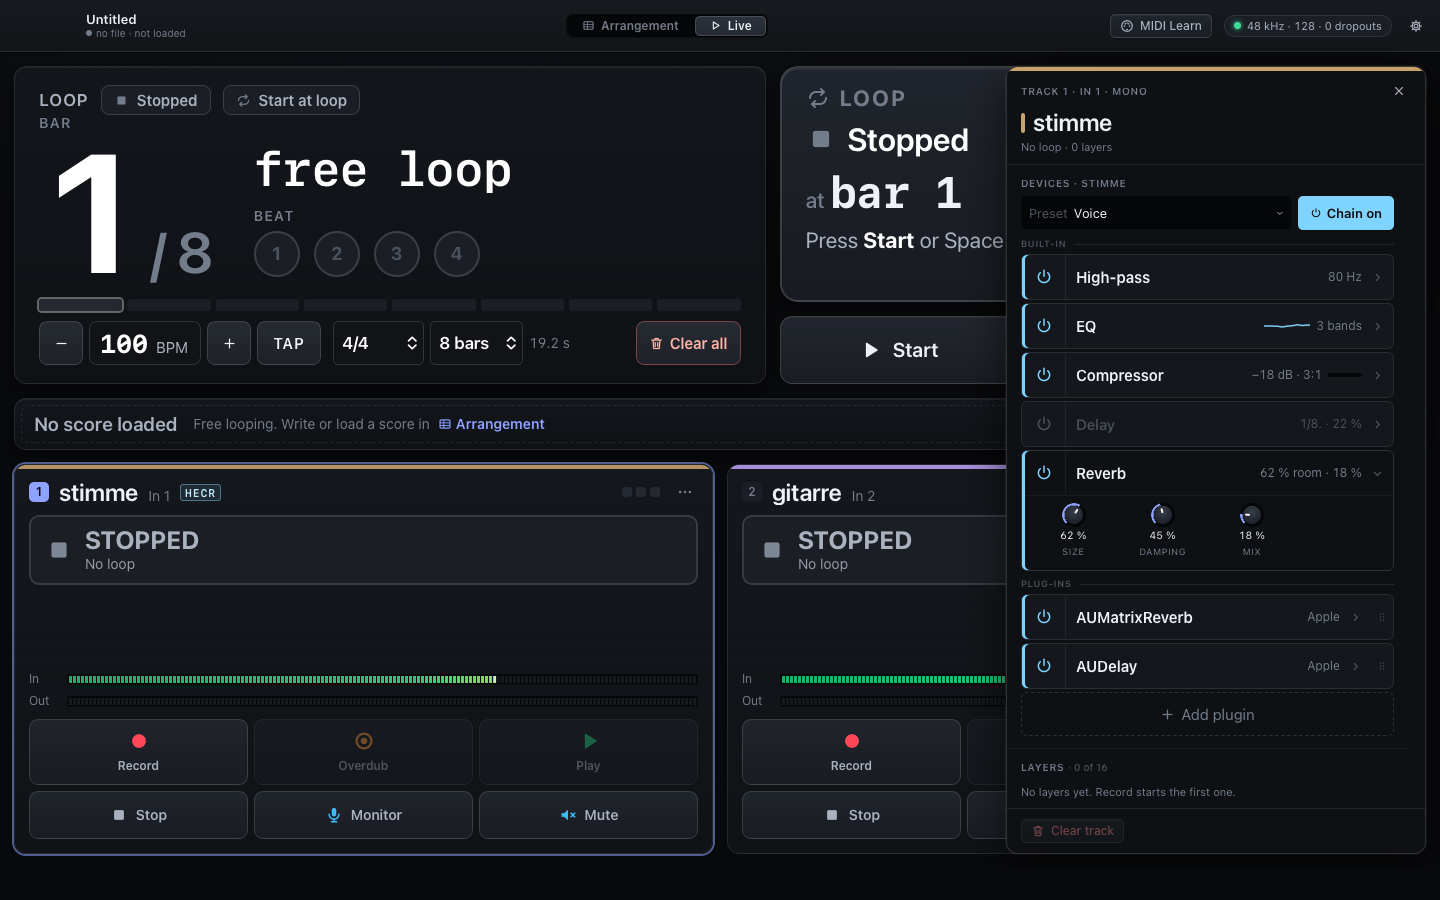 Untitled
no file · not loaded
Arrangement
Live
MIDI Learn
48 kHz · 128 · 0 dropouts
LOOP
Stopped
Start at loop
BAR
1 / 8
free loop
BEAT
1 2 3 4
− 100 BPM + TAP 4/4 8 bars 19.2 s Clear all
LOOP
Stopped
at bar 1
Press Start or Space
Start
No score loaded Free looping. Write or load a score in Arrangement
1 stimme In 1 HECR ···
STOPPED
No loop
In
Out
Record Overdub Play
Stop Monitor Mute
2 gitarre In 2
STOPPED
No loop
In
Out
Record
Stop
TRACK 1 · IN 1 · MONO
stimme
No loop · 0 layers
DEVICES · STIMME
Preset Voice Chain on
BUILT-IN
High-pass 80 Hz
EQ 3 bands
Compressor −18 dB · 3:1
Delay 1/8. · 22 %
Reverb 62 % room · 18 %
62 % 45 % 18 %
SIZE DAMPING MIX
PLUG-INS
AUMatrixReverb Apple
AUDelay Apple
+ Add plugin
LAYERS · 0 of 16
No layers yet. Record starts the first one.
Clear track